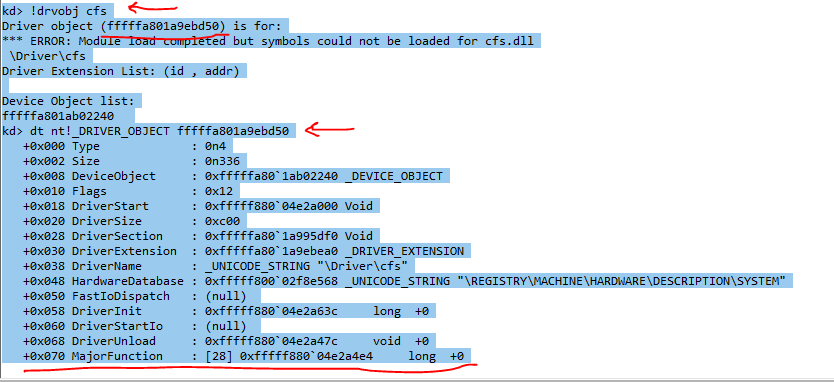 kd> !drvobj cfs
Driver object (fffffa801a9ebd50) is for:
*** ERROR: Module load completed but symbols could not be loaded for cfs.dll
\Driver\cfs
Driver Extension List: (id , addr)
Device Object list:
fffffa801ab02240
kd> dt nt!_DRIVER_OBJECT fffffa801a9ebd50
+0x000 Type : 0n4
+0x002 Size : 0n336
+0x008 DeviceObject : 0xfffffa80`1ab02240 _DEVICE_OBJECT
+0x010 Flags : 0x12
+0x018 DriverStart : 0xfffff880`04e2a000 Void
+0x020 DriverSize : 0xc00
+0x028 DriverSection : 0xfffffa80`1a995df0 Void
+0x030 DriverExtension : 0xfffffa80`1a9ebea0 _DRIVER_EXTENSION
+0x038 DriverName : _UNICODE_STRING "\Driver\cfs"
+0x048 HardwareDatabase : 0xfffff800`02f8e568 _UNICODE_STRING "\REGISTRY\MACHINE\HARDWARE\DESCRIPTION\SYSTEM"
+0x050 FastIoDispatch : (null)
+0x058 DriverInit : 0xfffff880`04e2a63c long +0
+0x060 DriverStartIo : (null)
+0x068 DriverUnload : 0xfffff880`04e2a47c void +0
+0x070 MajorFunction : [28] 0xfffff880`04e2a4e4 long +0